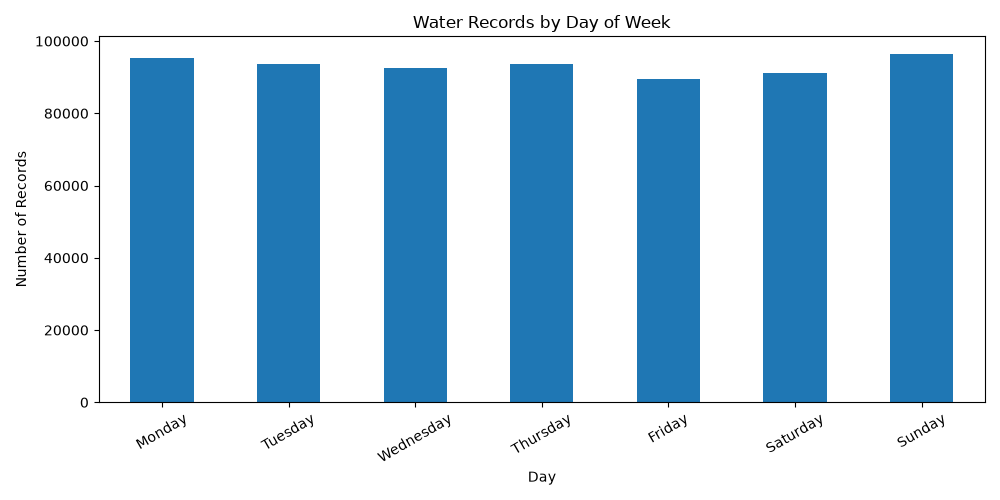 Water Records by Day of Week
Number of Records
100000
80000
60000
40000
20000
0
Monday
Tuesday
Wednesday
Thursday
Friday
Saturday
Sunday
Day